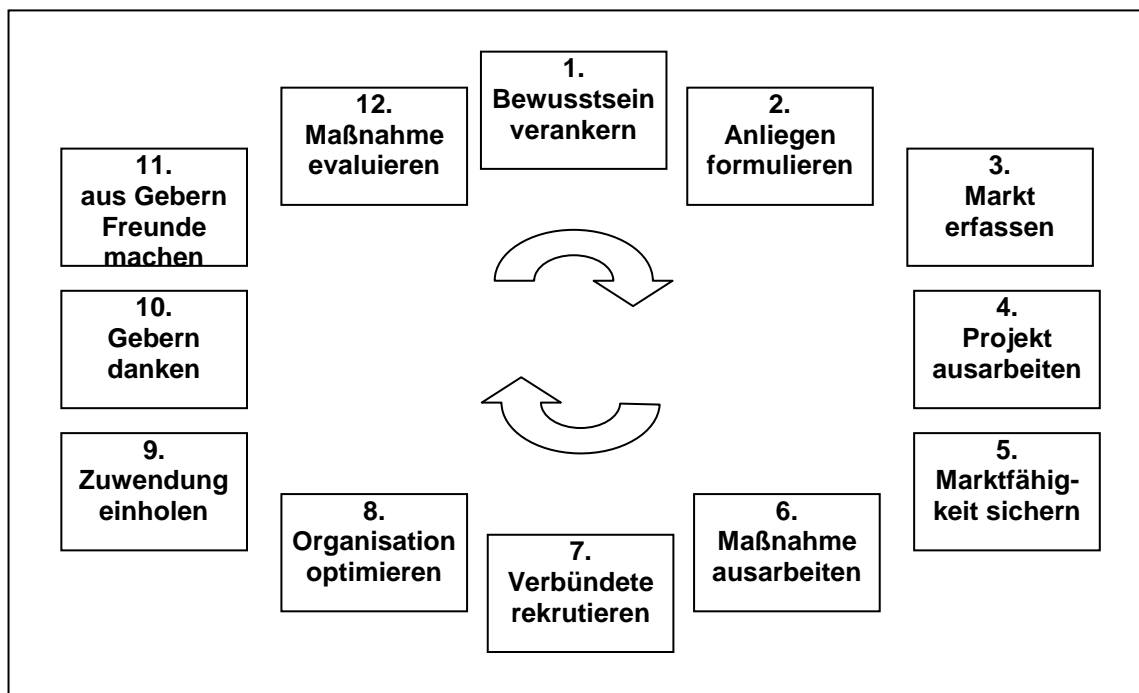 1.
Bewusstsein
verankern
2.
Anliegen
formulieren
3.
Markt
erfassen
4.
Projekt
ausarbeiten
5.
Marktfähig-
keit sichern
6.
Maßnahme
ausarbeiten
7.
Verbündete
rekrutieren
8.
Organisation
optimieren
9.
Zuwendung
einholen
10.
Gebern
danken
11.
aus Gebern
Freunde
machen
12.
Maßnahme
evaluieren